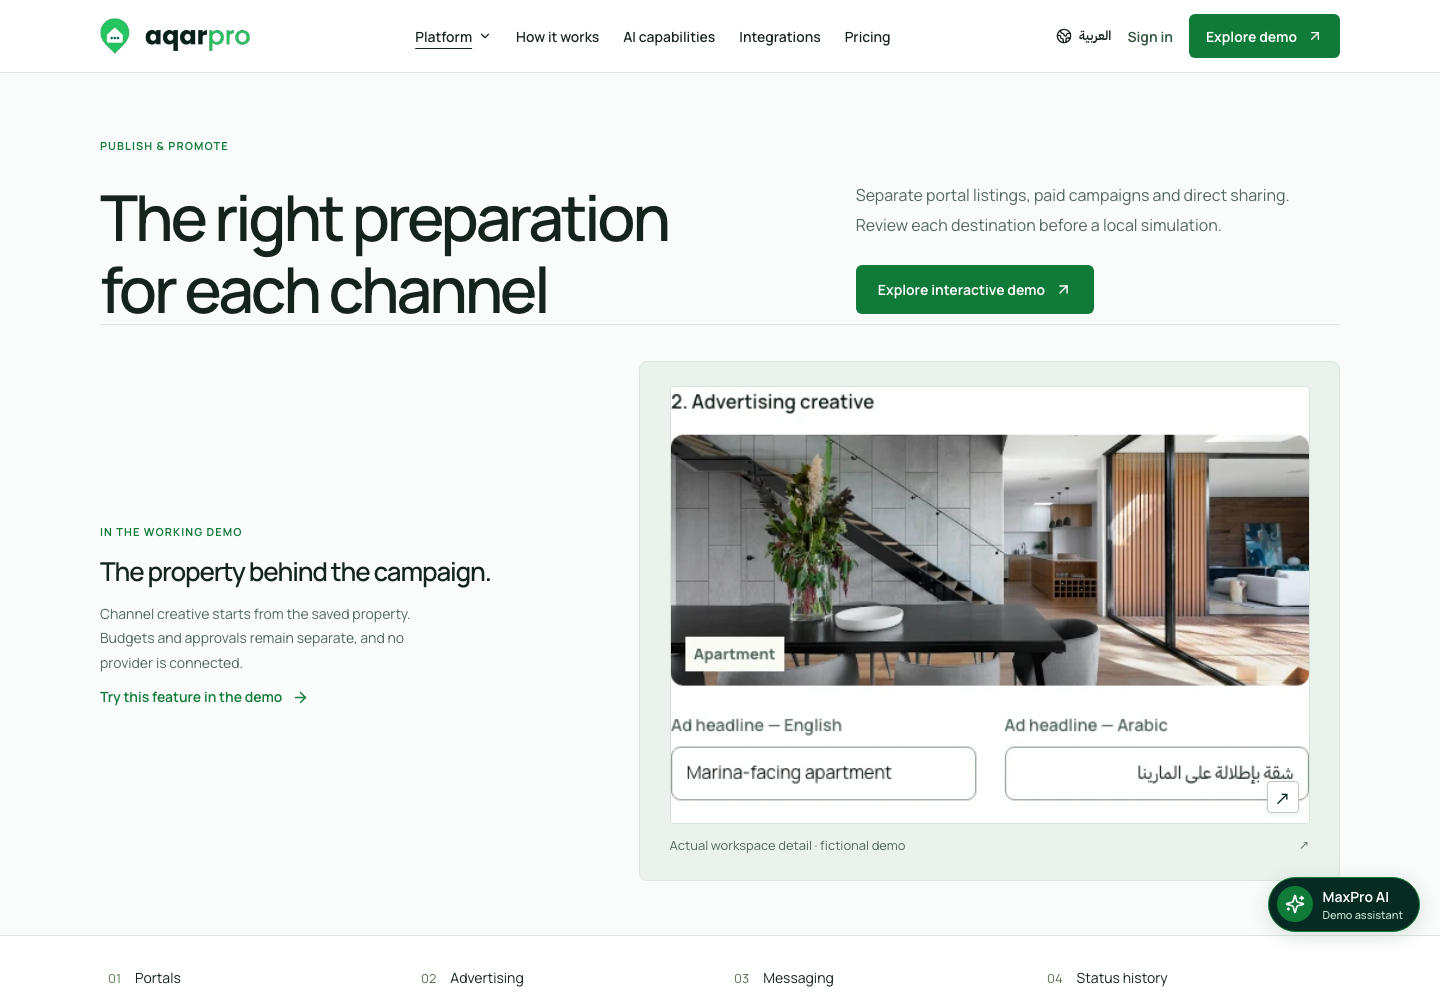 aqarpro
Platform
How it works
AI capabilities
Integrations
Pricing
العربية
Sign in
Explore demo
PUBLISH & PROMOTE
The right preparation
for each channel
Separate portal listings, paid campaigns and direct sharing.
Review each destination before a local simulation.
Explore interactive demo
IN THE WORKING DEMO
The property behind the campaign.
Channel creative starts from the saved property.
Budgets and approvals remain separate, and no
provider is connected.
Try this feature in the demo
2. Advertising creative
Apartment
Ad headline — English
Ad headline — Arabic
Marina-facing apartment
شقة بإطلالة على المارينا
Actual workspace detail · fictional demo
MaxPro AI
Demo assistant
01 Portals
02 Advertising
03 Messaging
04 Status history